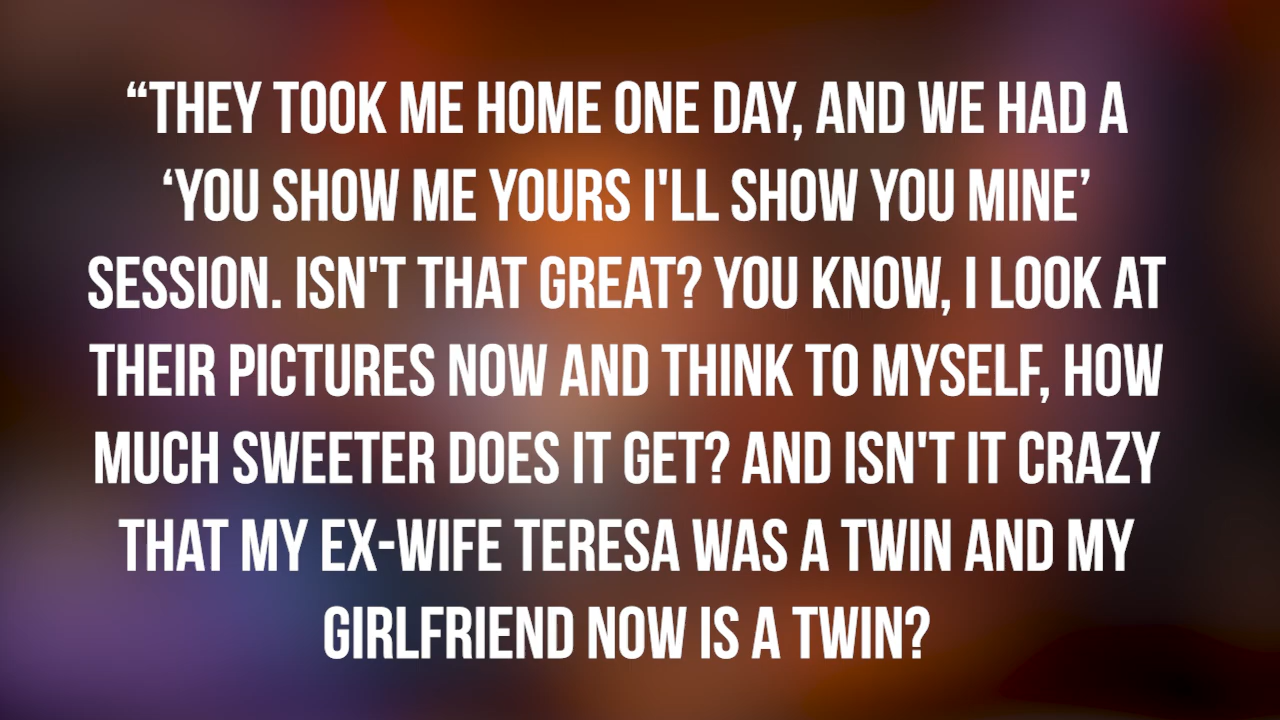 “THEY TOOK ME HOME ONE DAY, AND WE HAD A
‘YOU SHOW ME YOURS I'LL SHOW YOU MINE’
SESSION. ISN'T THAT GREAT? YOU KNOW, I LOOK AT
THEIR PICTURES NOW AND THINK TO MYSELF, HOW
MUCH SWEETER DOES IT GET? AND ISN'T IT CRAZY
THAT MY EX-WIFE TERESA WAS A TWIN AND MY
GIRLFRIEND NOW IS A TWIN?